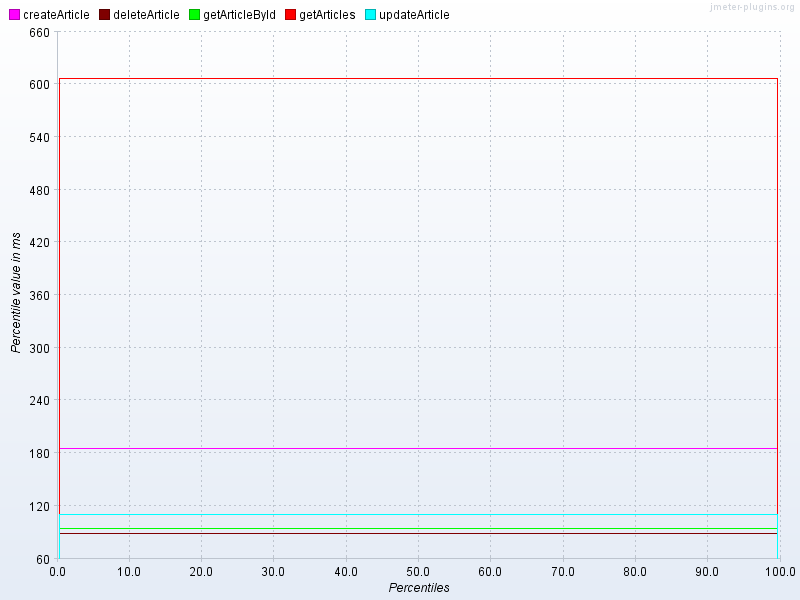 jmeter-plugins.org
createArticle deleteArticle getArticleById getArticles updateArticle
660
600
540
480
420
360
300
240
180
120
60
Percentile value in ms
0.0 10.0 20.0 30.0 40.0 50.0 60.0 70.0 80.0 90.0 100.0
Percentiles